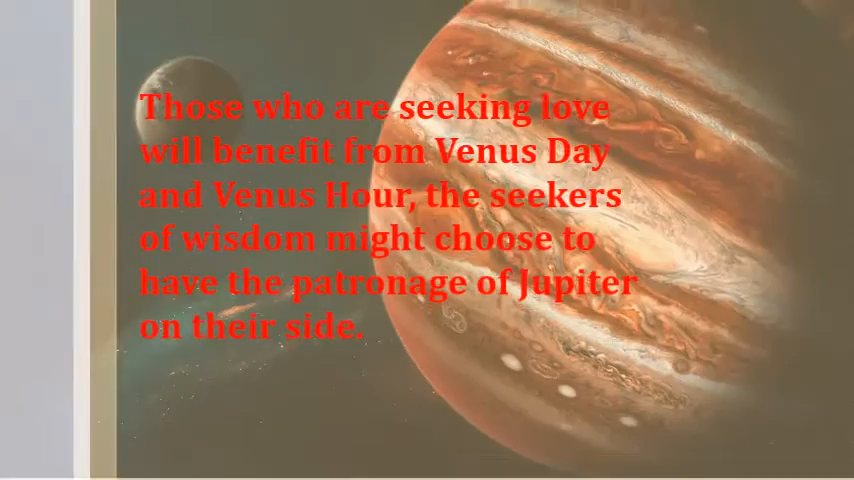 Those who are seeking love
will benefit from Venus Day
and Venus Hour, the seekers
of wisdom might choose to
have the patronage of Jupiter
on their side.